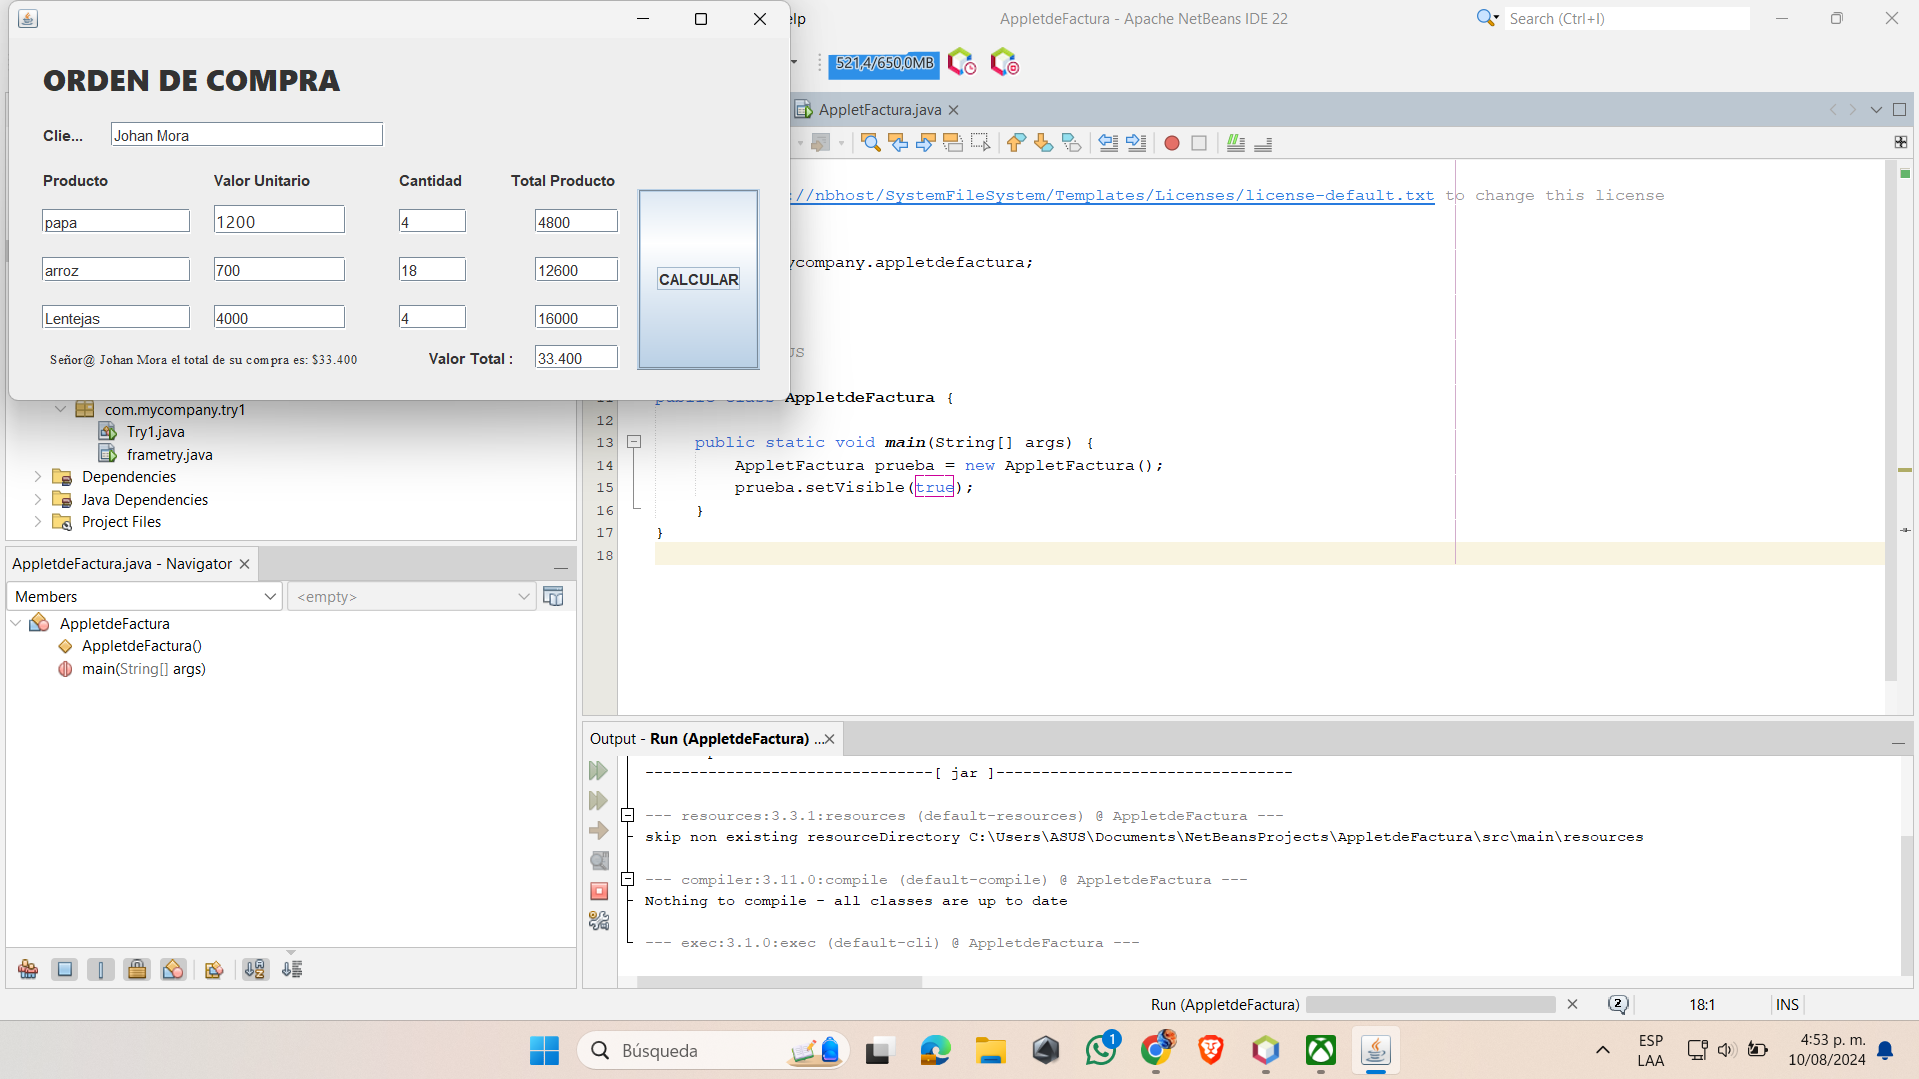 ORDEN DE COMPRA
Clie... Johan Mora
Producto Valor Unitario Cantidad Total Producto
papa 1200 4 4800
arroz 700 18 12600
CALCULAR
Lentejas 4000 4 16000
Señor@ Johan Mora el total de su compra es: $33.400 Valor Total : 33.400
AppletdeFactura - Apache NetBeans IDE 22
Search (Ctrl+I)
521,4/650,0MB
AppletFactura.java
://nbhost/SystemFileSystem/Templates/Licenses/license-default.txt to change this license
ycompany.appletdefactura;
US
AppletdeFactura {
12
13 public static void main(String[] args) {
14 AppletFactura prueba = new AppletFactura();
15 prueba.setVisible(true);
16 }
17 }
18
com.mycompany.try1
Try1.java
frametry.java
Dependencies
Java Dependencies
Project Files
AppletdeFactura.java - Navigator
Members <empty>
AppletdeFactura
AppletdeFactura()
main(String[] args)
Output - Run (AppletdeFactura) ...
--------------------------------[ jar ]---------------------------------
--- resources:3.3.1:resources (default-resources) @ AppletdeFactura ---
skip non existing resourceDirectory C:\Users\ASUS\Documents\NetBeansProjects\AppletdeFactura\src\main\resources
--- compiler:3.11.0:compile (default-compile) @ AppletdeFactura ---
Nothing to compile - all classes are up to date
--- exec:3.1.0:exec (default-cli) @ AppletdeFactura ---
Run (AppletdeFactura) 2 18:1 INS
Búsqueda
1
ESP
LAA
4:53 p. m.
10/08/2024